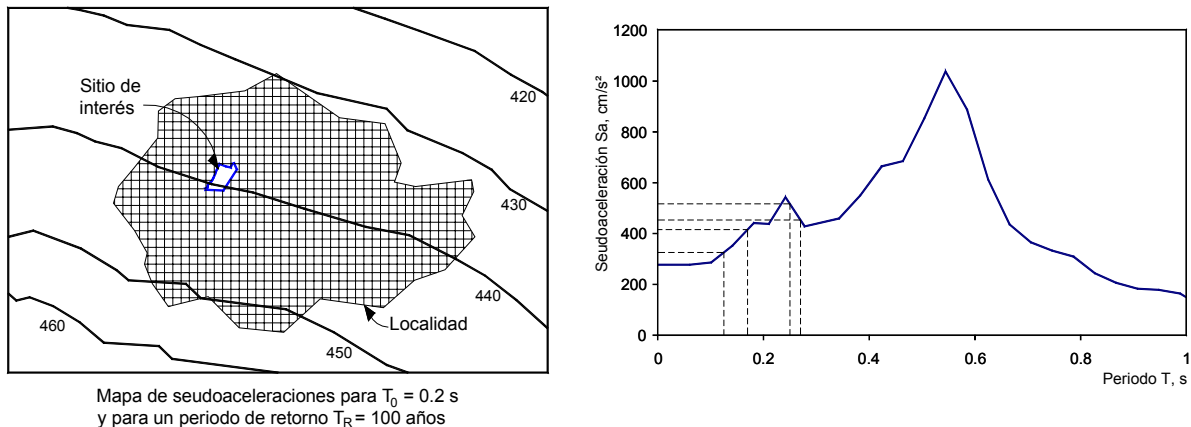 Sitio de
interés
420
430
440
450
460
Localidad
Mapa de seudoaceleraciones para T₀ = 0.2 s
y para un periodo de retorno T_R = 100 años
Seudoaceleración Sa, cm/s²
1200
1000
800
600
400
200
0
0 0.2 0.4 0.6 0.8 1
Periodo T, s